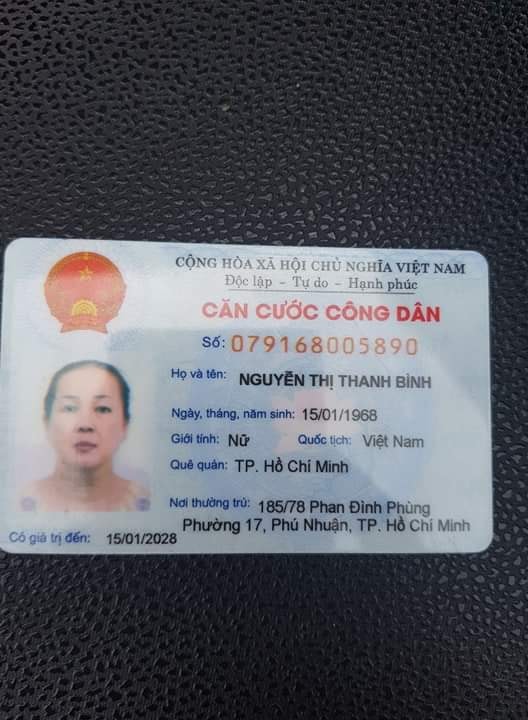 CỘNG HÒA XÃ HỘI CHỦ NGHĨA VIỆT NAM
Độc lập - Tự do - Hạnh phúc
CĂN CƯỚC CÔNG DÂN
Số: 079168005890
Họ và tên: NGUYỄN THỊ THANH BÌNH
Ngày, tháng, năm sinh: 15/01/1968
Giới tính: Nữ Quốc tịch: Việt Nam
Quê quán: TP. Hồ Chí Minh
Nơi thường trú: 185/78 Phan Đình Phùng
Phường 17, Phú Nhuận, TP. Hồ Chí Minh
Có giá trị đến: 15/01/2028